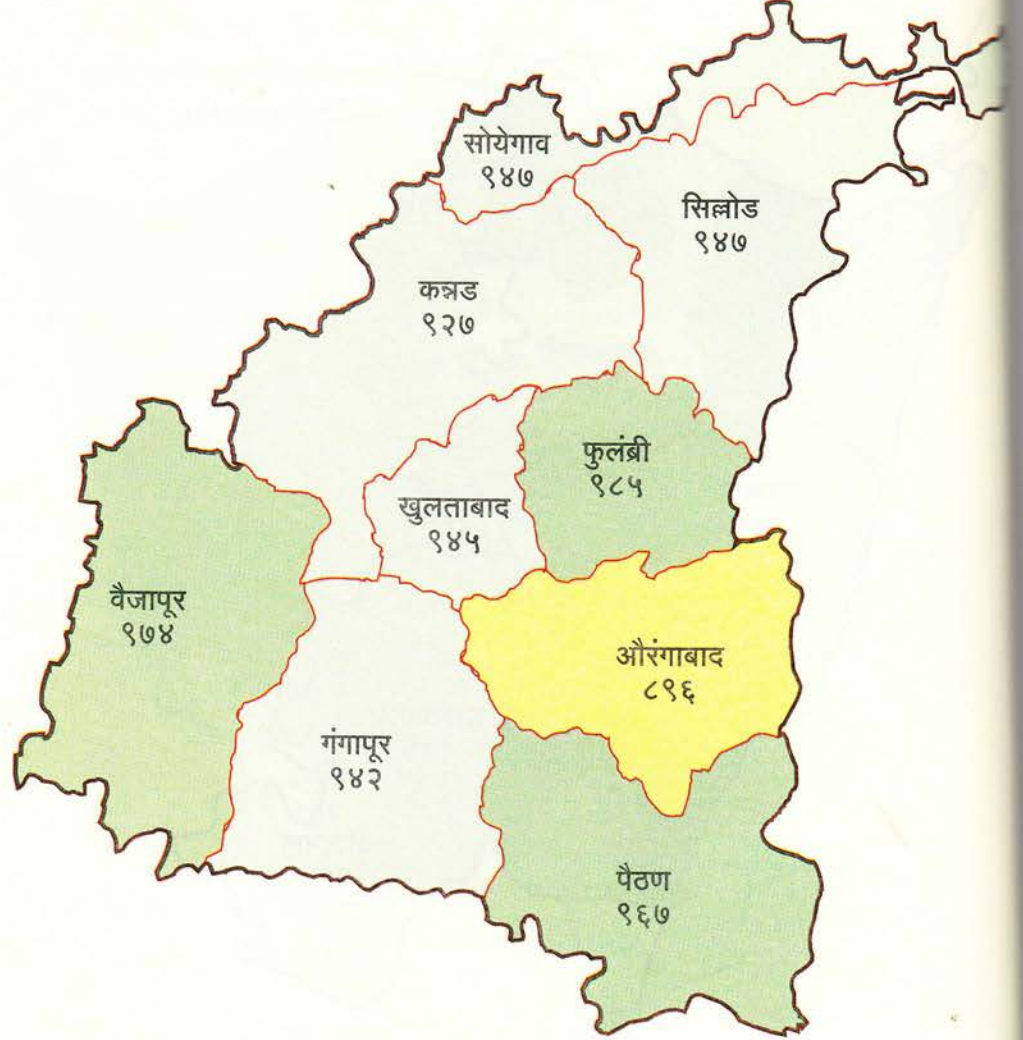 सोयेगाव
९४७
सिल्लोड
९४७
कन्नड
९२७
फुलंब्री
९८५
खुलताबाद
९४५
वैजापूर
९७४
औरंगाबाद
८९६
गंगापूर
९४२
पैठण
९६७